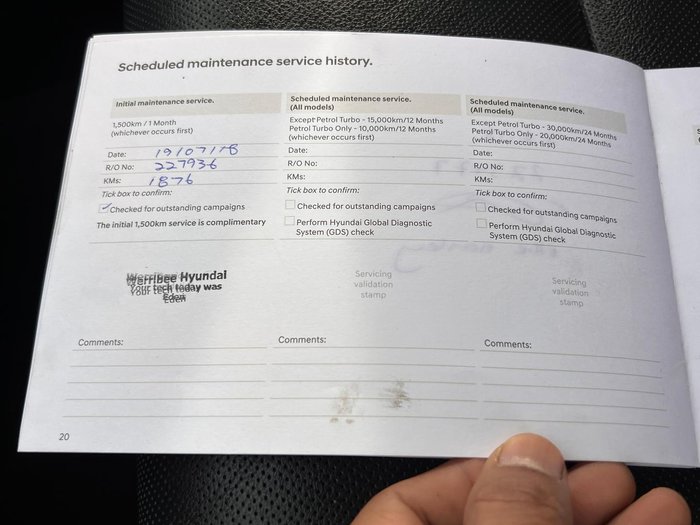 Scheduled maintenance service history.
Initial maintenance service.
1,500km / 1 Month
(whichever occurs first)
Date: 19/07/18
R/O No: 227936
KMs: 1876
Tick box to confirm:
Checked for outstanding campaigns
The initial 1,500km service is complimentary
Werribee Hyundai
Your tech today was
Eden
Comments:
Scheduled maintenance service.
(All models)
Except Petrol Turbo - 15,000km/12 Months
Petrol Turbo Only - 10,000km/12 Months
(whichever occurs first)
Date:
R/O No:
KMs:
Tick box to confirm:
Checked for outstanding campaigns
Perform Hyundai Global Diagnostic
System (GDS) check
Servicing
validation
stamp
Comments:
Scheduled maintenance service.
(All models)
Except Petrol Turbo - 30,000km/24 Months
Petrol Turbo Only - 20,000km/24 Months
(whichever occurs first)
Date:
R/O No:
KMs:
Tick box to confirm:
Checked for outstanding campaigns
Perform Hyundai Global Diagnostic
System (GDS) check
Servicing
validation
stamp
Comments:
20